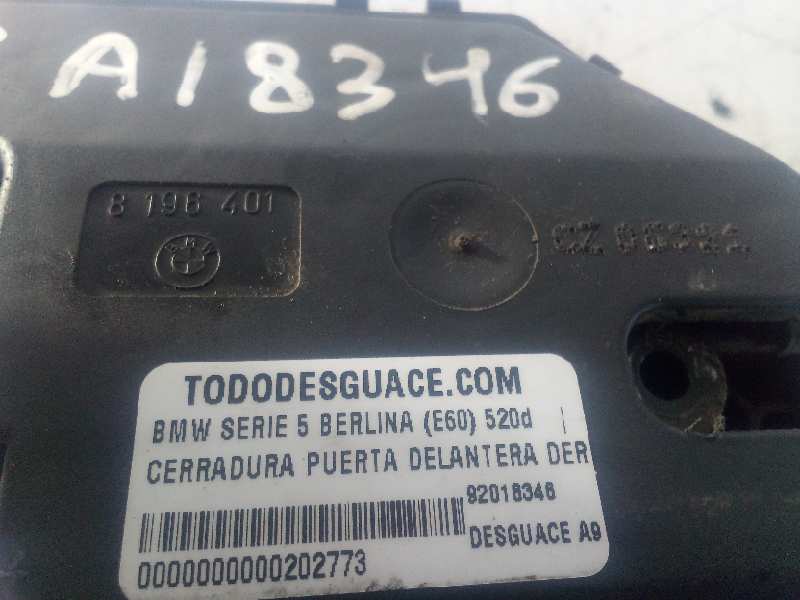 A18346
8 196 401
BMW
TODODESGUACE.COM
BMW SERIE 5 BERLINA (E60) 520d
CERRADURA PUERTA DELANTERA DER
92018346
DESGUACE A9
0000000000202773